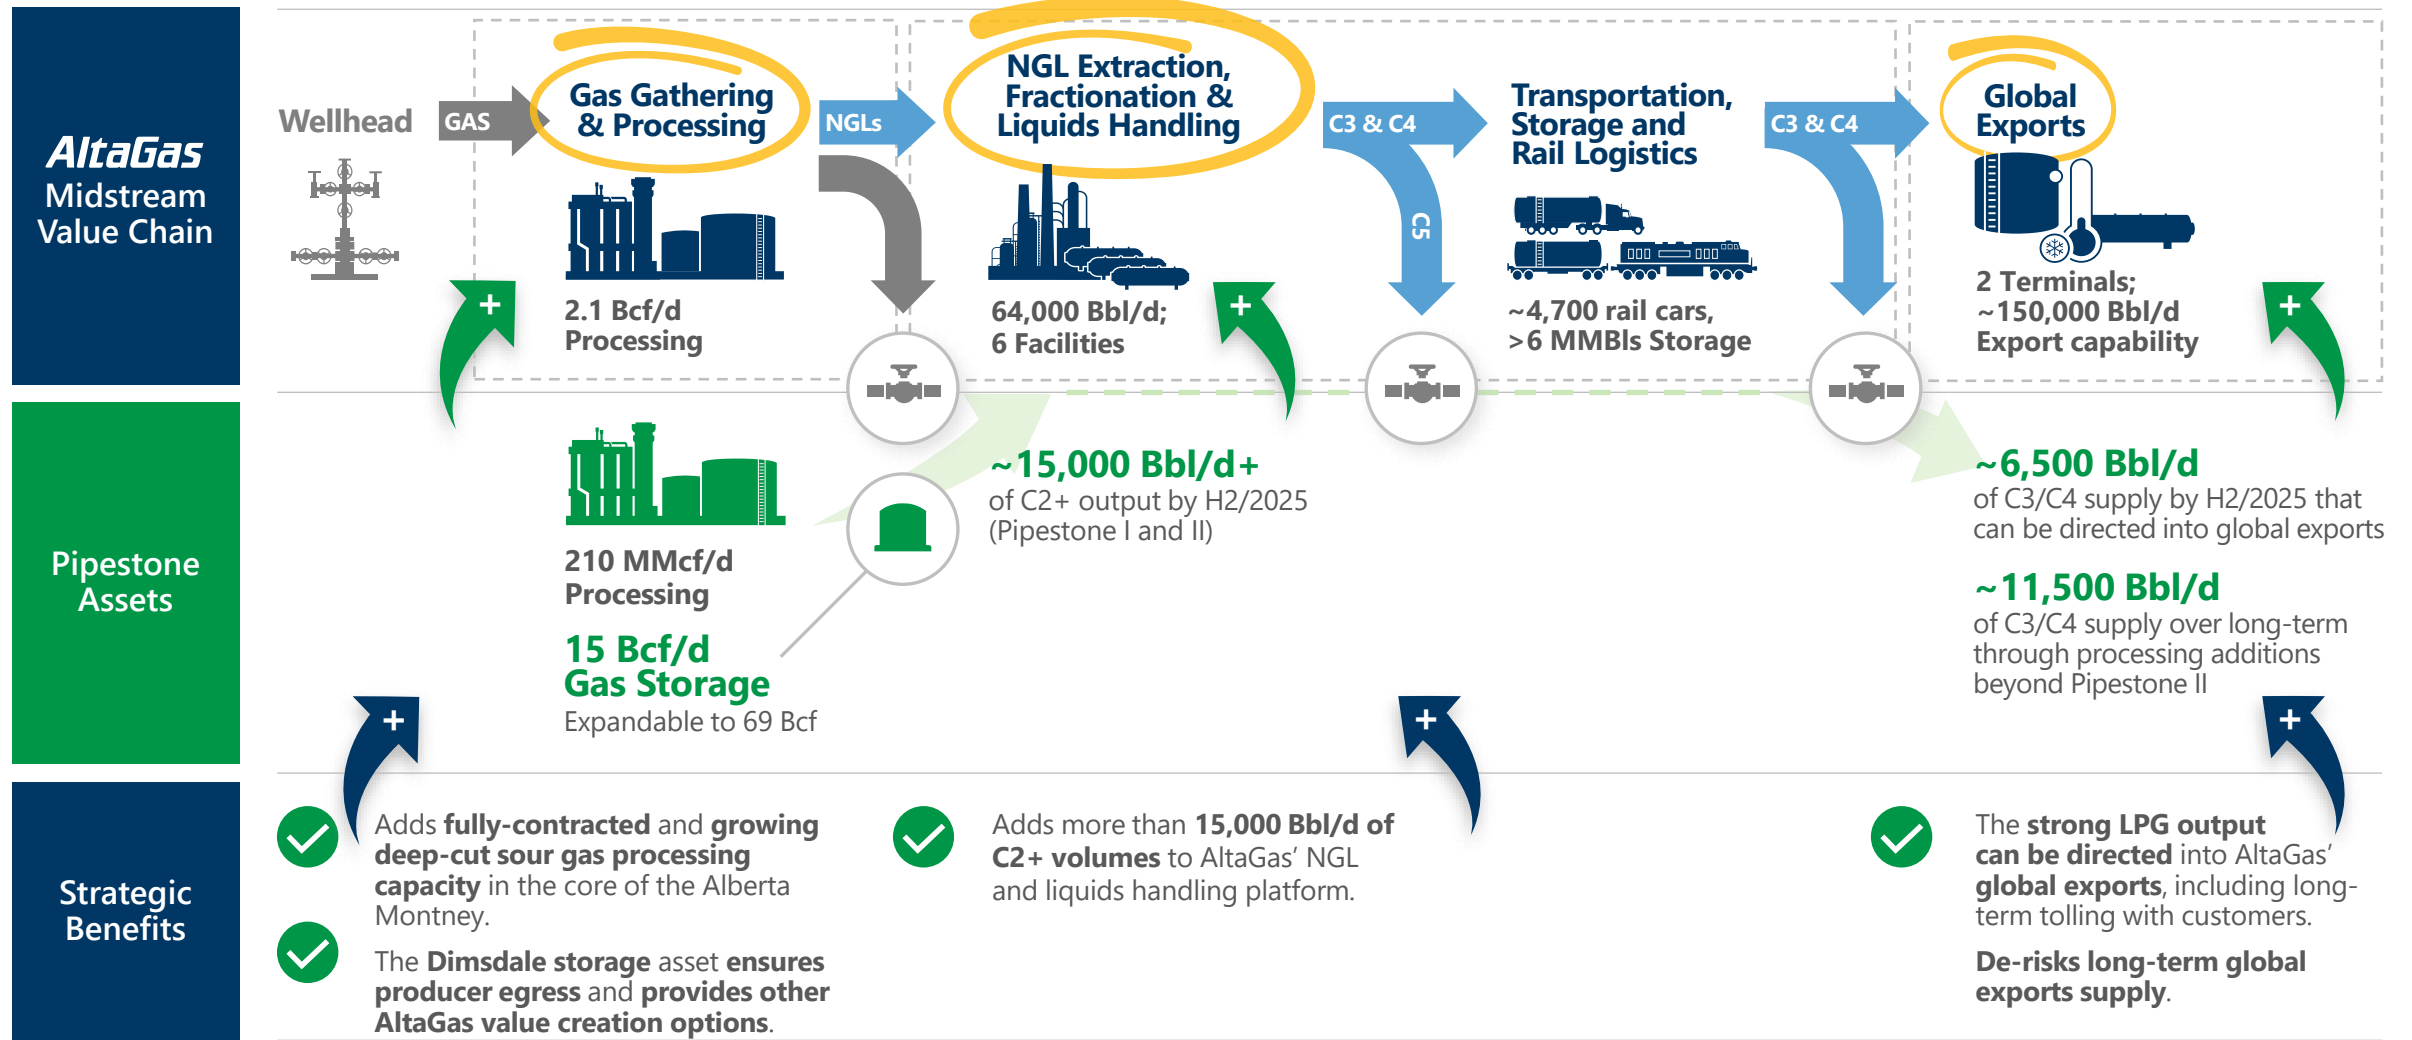 AltaGas
Midstream
Value Chain
Wellhead
GAS
Gas Gathering
& Processing
2.1 Bcf/d
Processing
NGLs
NGL Extraction,
Fractionation &
Liquids Handling
64,000 Bbl/d;
6 Facilities
+
+
C3 & C4
C5
Transportation,
Storage and
Rail Logistics
~4,700 rail cars,
>6 MMBls Storage
C3 & C4
Global
Exports
2 Terminals;
~150,000 Bbl/d
Export capability
+
Pipestone
Assets
210 MMcf/d
Processing
15 Bcf/d
Gas Storage
Expandable to 69 Bcf
~15,000 Bbl/d+
of C2+ output by H2/2025
(Pipestone I and II)
~6,500 Bbl/d
of C3/C4 supply by H2/2025 that
can be directed into global exports
~11,500 Bbl/d
of C3/C4 supply over long-term
through processing additions
beyond Pipestone II
+
+
+
Strategic
Benefits
Adds fully-contracted and growing
deep-cut sour gas processing
capacity in the core of the Alberta
Montney.
The Dimsdale storage asset ensures
producer egress and provides other
AltaGas value creation options.
Adds more than 15,000 Bbl/d of
C2+ volumes to AltaGas’ NGL
and liquids handling platform.
The strong LPG output
can be directed into AltaGas’
global exports, including long-
term tolling with customers.
De-risks long-term global
exports supply.